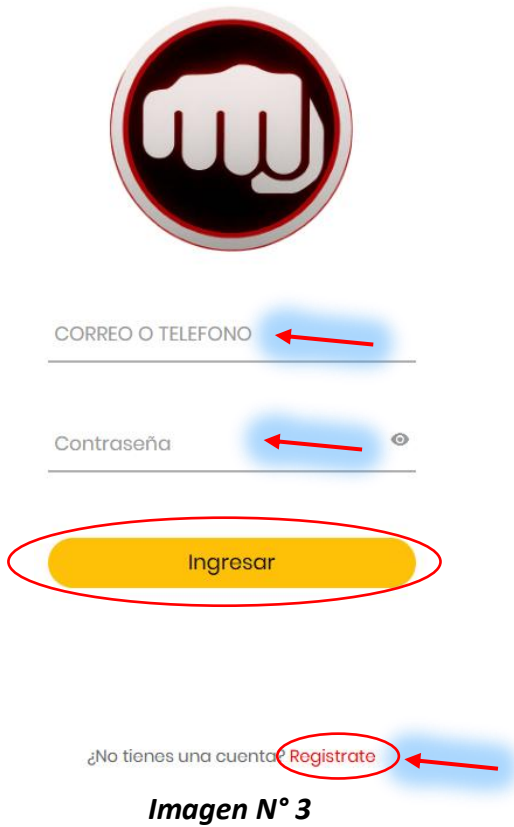 CORREO O TELEFONO
Contraseña
Ingresar
¿No tienes una cuenta? Registrate
Imagen N° 3